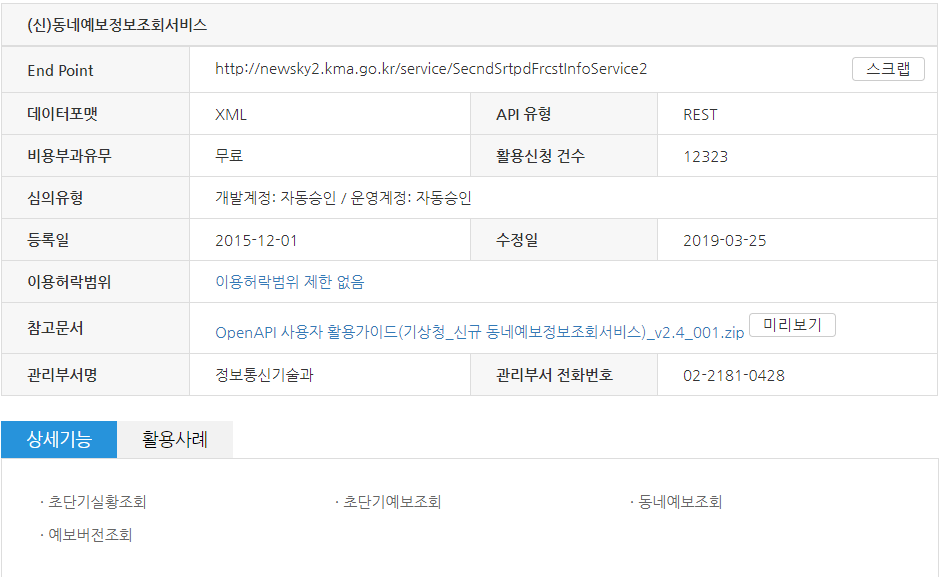 (신)동네예보정보조회서비스
End Point http://newsky2.kma.go.kr/service/SecndSrtpdFrcstInfoService2 스크랩
데이터포맷 XML API 유형 REST
비용부과유무 무료 활용신청 건수 12323
심의유형 개발계정: 자동승인 / 운영계정: 자동승인
등록일 2015-12-01 수정일 2019-03-25
이용허락범위 이용허락범위 제한 없음
참고문서 OpenAPI 사용자 활용가이드(기상청_신규 동네예보정보조회서비스)_v2.4_001.zip 미리보기
관리부서명 정보통신기술과 관리부서 전화번호 02-2181-0428
상세기능 활용사례
· 초단기실황조회 · 초단기예보조회 · 동네예보조회
· 예보버전조회